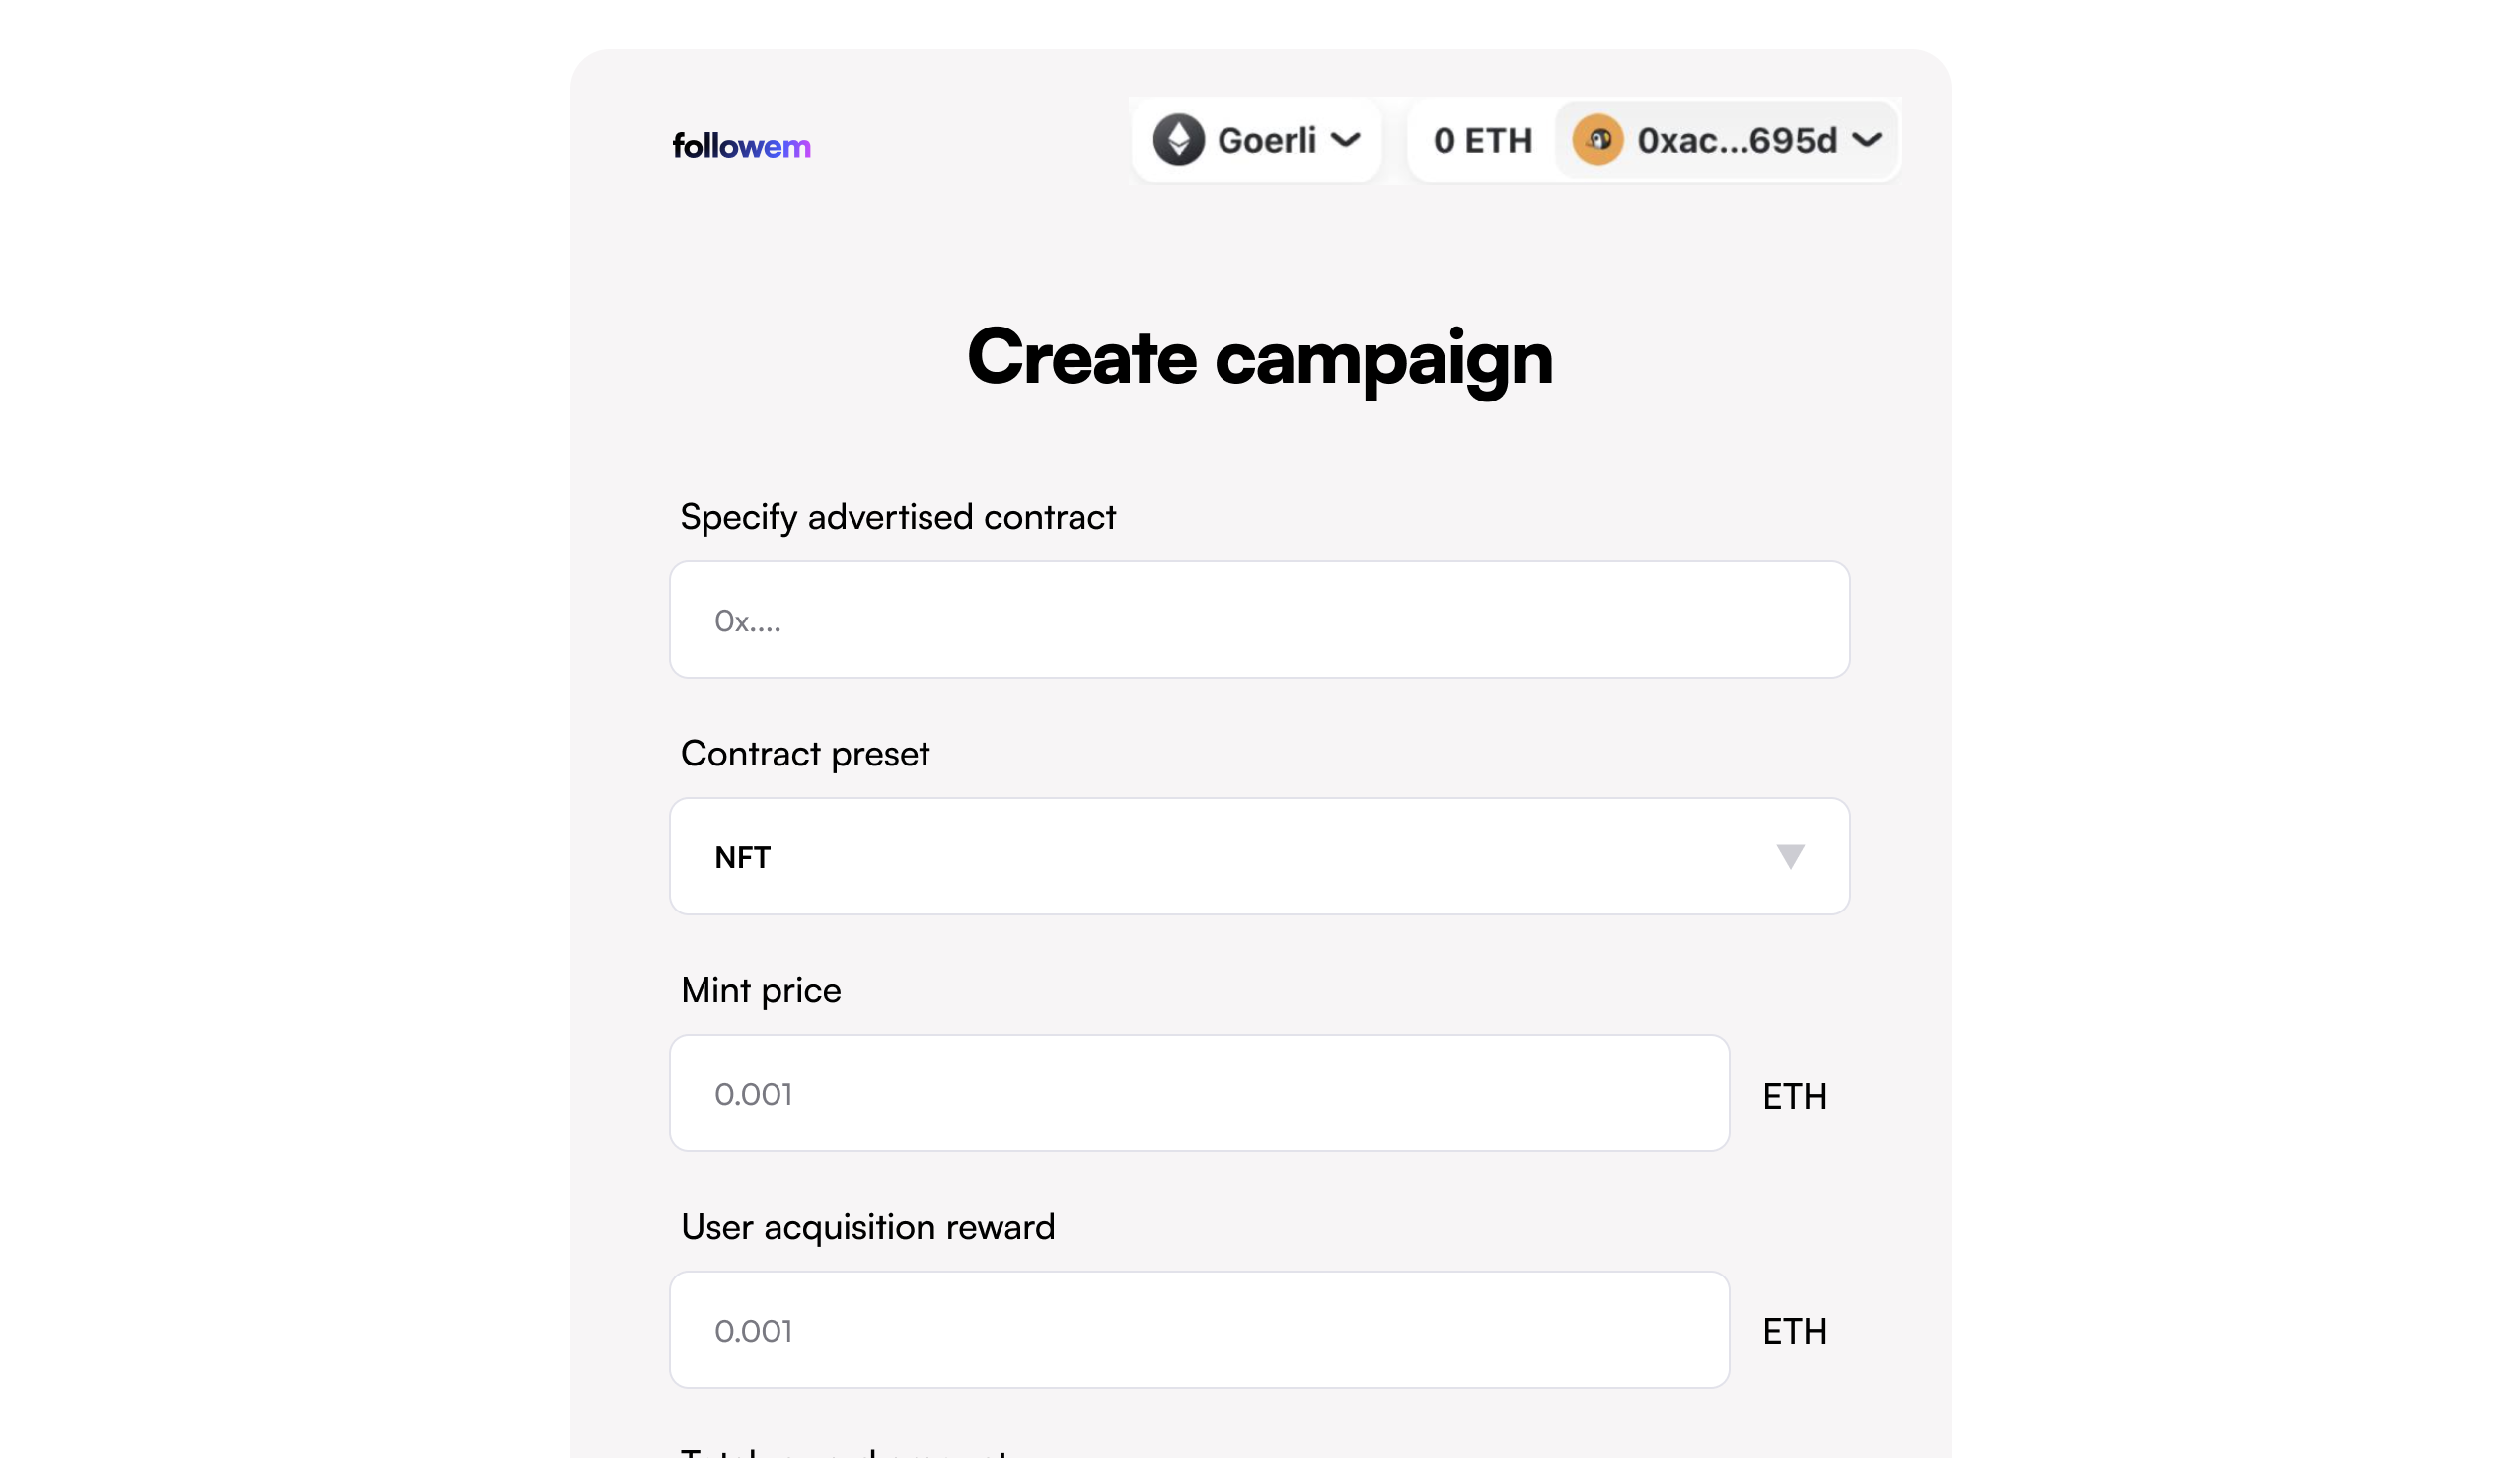 followem
Goerli
0 ETH
0xac...695d
Create campaign
Specify advertised contract
0x....
Contract preset
NFT
Mint price
0.001
ETH
User acquisition reward
0.001
ETH